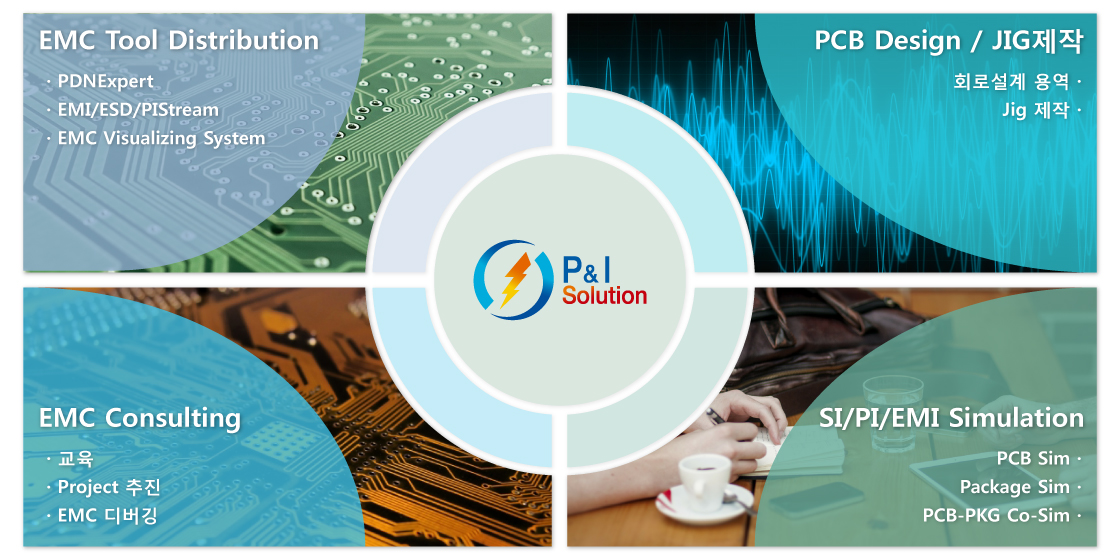 EMC Tool Distribution
· PDNExpert
· EMI/ESD/PIStream
· EMC Visualizing System
PCB Design / JIG제작
회로설계 용역 ·
Jig 제작 ·
P&I
Solution
EMC Consulting
· 교육
· Project 추진
· EMC 디버깅
SI/PI/EMI Simulation
PCB Sim ·
Package Sim ·
PCB-PKG Co-Sim ·